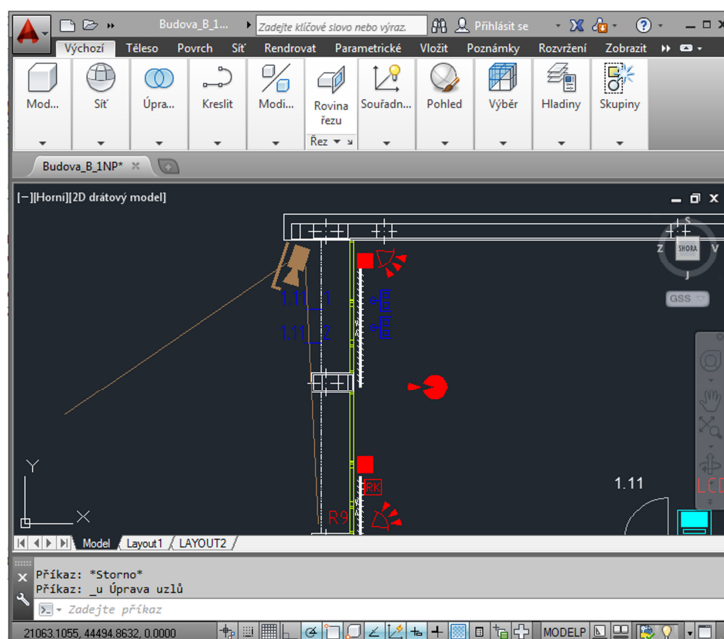 Budova_B_1... Zadejte klíčové slovo nebo výraz. Přihlásit se
Výchozí Těleso Povrch Síť Rendrovat Parametrické Vložit Poznámky Rozvržení Zobrazit
Mod... Síť Úpra... Kreslit Modi... Rovina řezu Souřadn... Pohled Výběr Hladiny Skupiny
Řez
Budova_B_1NP*
[−][Horní][2D drátový model]
S
Z SHORA V
J
GSS
1.11__1
1.11__2
1.11
RK
LCD
R9
Y
X
Model Layout1 LAYOUT2
Příkaz: *Storno*
Příkaz: _u Úprava uzlů
Zadejte příkaz
21063.1055, 44494.8632, 0.0000 MODELP